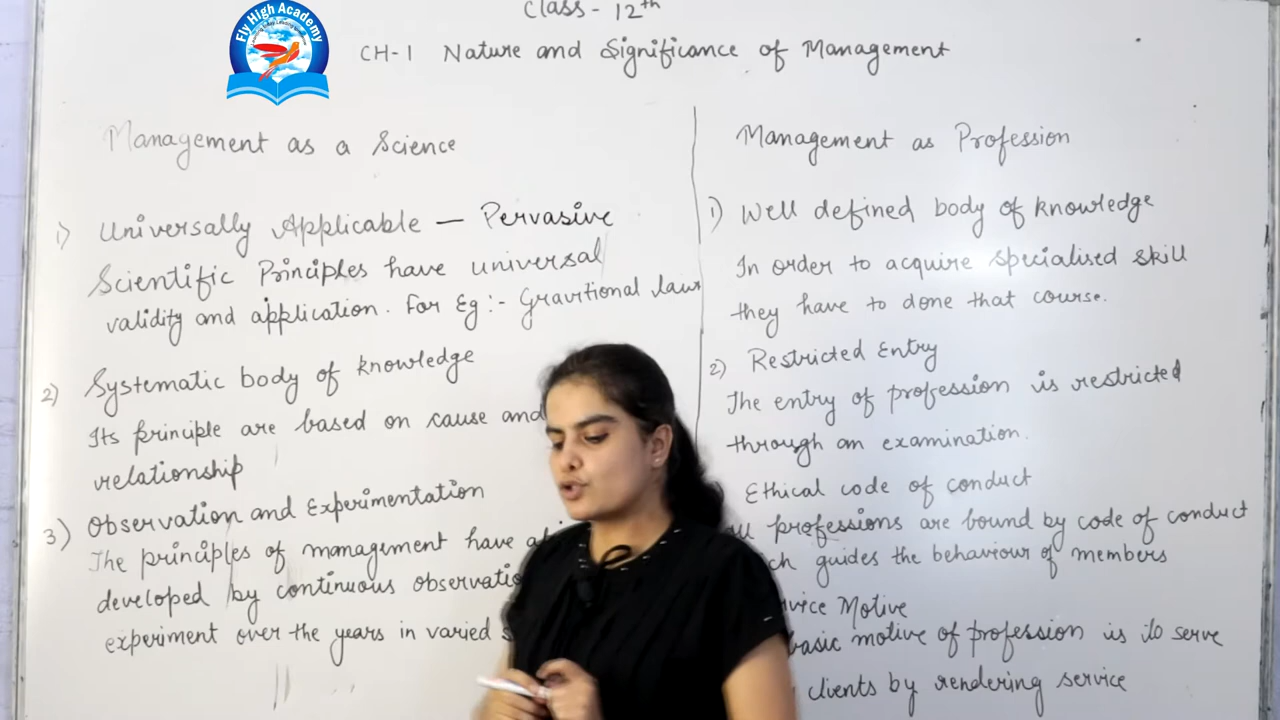 Fly High Academy
Class - 12th
CH-1 Nature and Significance of Management
Management as a Science
1) Universally Applicable — Pervasive
Scientific Principles have universal
validity and application. For Eg :- Gravitional laws
2) Systematic body of knowledge
Its principle are based on cause and
relationship
3) Observation and Experimentation
The principles of management have
developed by continuous
experiment over the years in varied
Management as Profession
1) Well defined body of knowledge
In order to acquire specialised skill
they have to done that course.
2) Restricted Entry
The entry of profession is restricted
through an examination.
Ethical code of conduct
professions are bound by code of conduct
guides the behaviour of members
Motive
basic motive of profession is to serve
clients by rendering service